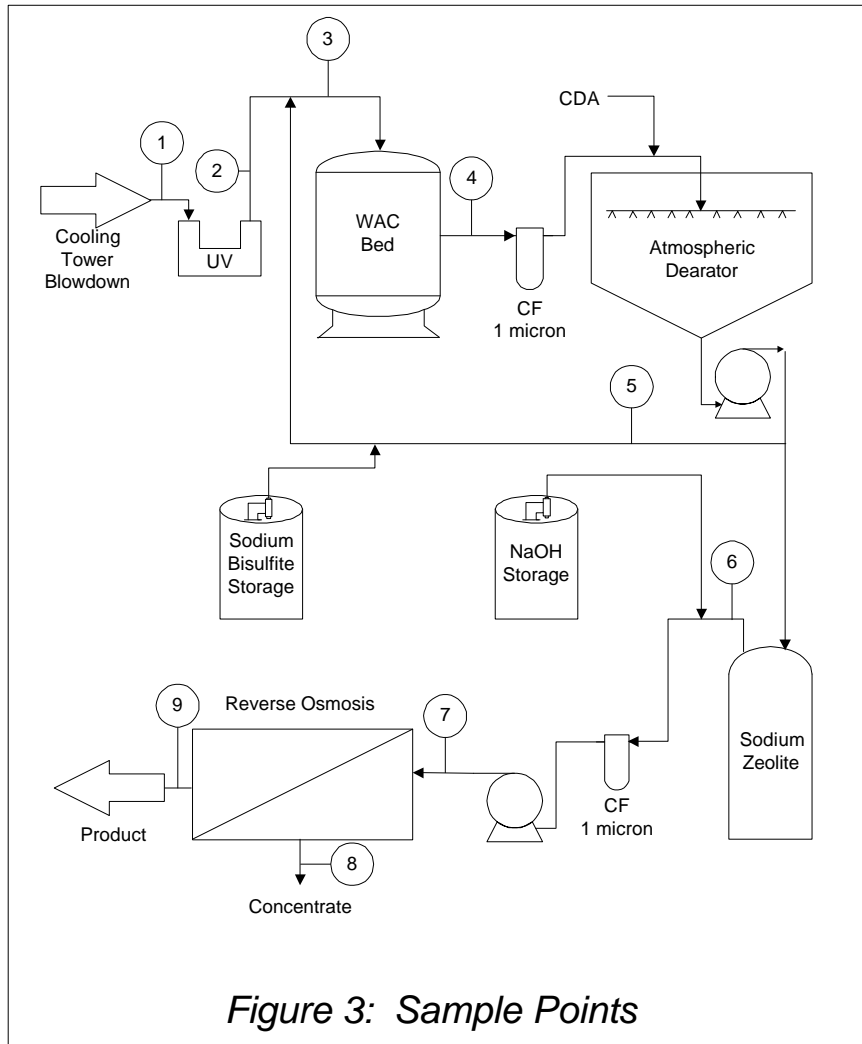 3
CDA
1
2
4
Cooling
Tower
Blowdown
UV
WAC
Bed
CF
1 micron
Atmospheric
Dearator
5
Sodium
Bisulfite
Storage
NaOH
Storage
6
Sodium
Zeolite
9
Reverse Osmosis
7
CF
1 micron
Product
8
Concentrate
Figure 3: Sample Points